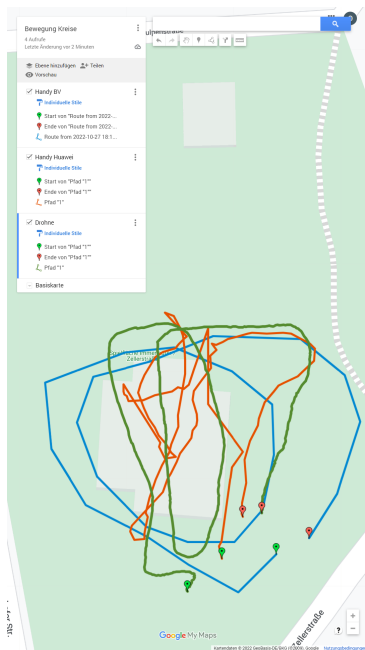 Bewegung Kreise
4 Aufrufe
Letzte Änderung vor 2 Minuten
Ebene hinzufügen
Teilen
Vorschau
Handy BV
Individuelle Stile
Start von "Route from 2022-...
Ende von "Route from 2022-...
Route from 2022-10-27 18:1...
Handy Huawei
Individuelle Stile
Start von "Pfad "1""
Ende von "Pfad "1""
Pfad "1"
Drohne
Individuelle Stile
Start von "Pfad "1""
Ende von "Pfad "1""
Pfad "1"
Basiskarte
Zellerstraße
+
−
?
Google My Maps
Kartendaten © 2022 GeoBasis-DE/BKG (©2009), Google
Nutzungsbedingungen